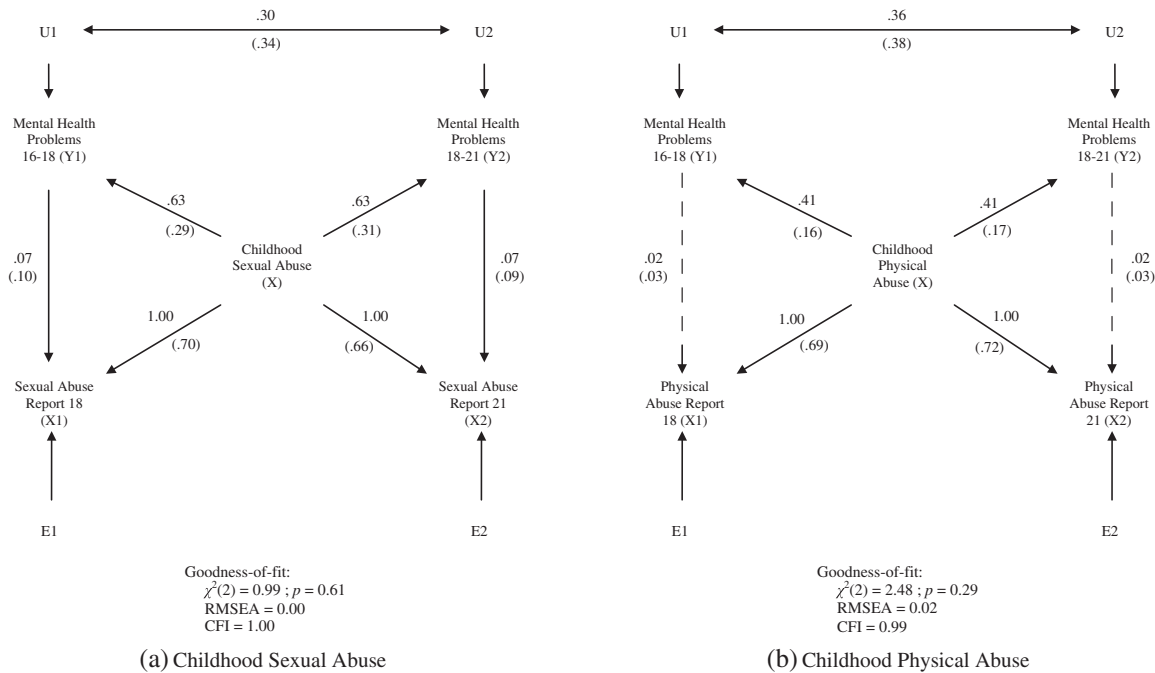 .30
U1
U2
(.34)
Mental Health
Problems
16-18 (Y1)
Mental Health
Problems
18-21 (Y2)
.63
(.29)
.63
(.31)
Childhood
Sexual Abuse
(X)
.07
(.10)
.07
(.09)
1.00
(.70)
1.00
(.66)
Sexual Abuse
Report 18
(X1)
Sexual Abuse
Report 21
(X2)
E1
E2
Goodness-of-fit:
χ²(2) = 0.99 ; p = 0.61
RMSEA = 0.00
CFI = 1.00
(a) Childhood Sexual Abuse
.36
U1
U2
(.38)
Mental Health
Problems
16-18 (Y1)
Mental Health
Problems
18-21 (Y2)
.41
(.16)
.41
(.17)
Childhood
Physical
Abuse (X)
.02
(.03)
.02
(.03)
1.00
(.69)
1.00
(.72)
Physical
Abuse Report
18 (X1)
Physical
Abuse Report
21 (X2)
E1
E2
Goodness-of-fit:
χ²(2) = 2.48 ; p = 0.29
RMSEA = 0.02
CFI = 0.99
(b) Childhood Physical Abuse